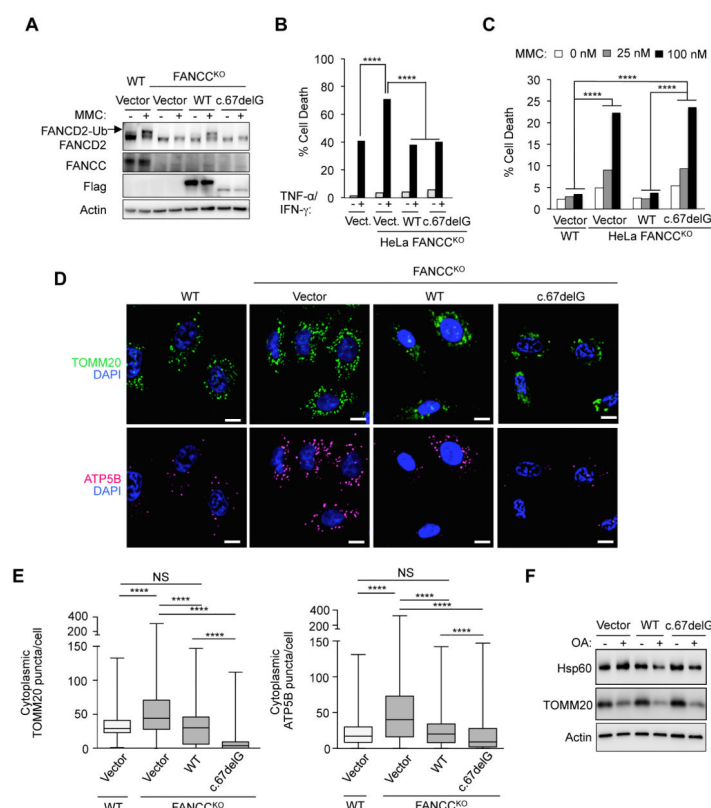 A
WT FANCC^KO
Vector Vector WT c.67delG
MMC: - + - + - + - +
FANCD2-Ub
FANCD2
FANCC
Flag
Actin
B
% Cell Death
100
80
60
40
20
0
****
****
TNF-α/
IFN-γ:
- + - + - + - +
Vect. Vect. WT c.67delG
HeLa FANCC^KO
C
MMC: 0 nM 25 nM 100 nM
% Cell Death
30
25
20
15
10
5
0
****
**** ****
Vector Vector WT c.67delG
WT HeLa FANCC^KO
D
FANCC^KO
WT Vector WT c.67delG
TOMM20
DAPI
ATP5B
DAPI
E
Cytoplasmic
TOMM20 puncta/cell
400
200
150
100
50
0
NS
**** ****
****
****
Vector Vector WT c.67delG
WT FANCC^KO
Cytoplasmic
ATP5B puncta/cell
400
200
150
100
50
0
NS
**** ****
****
****
Vector Vector WT c.67delG
WT FANCC^KO
F
Vector WT c.67delG
OA: - + - + - +
Hsp60
TOMM20
Actin